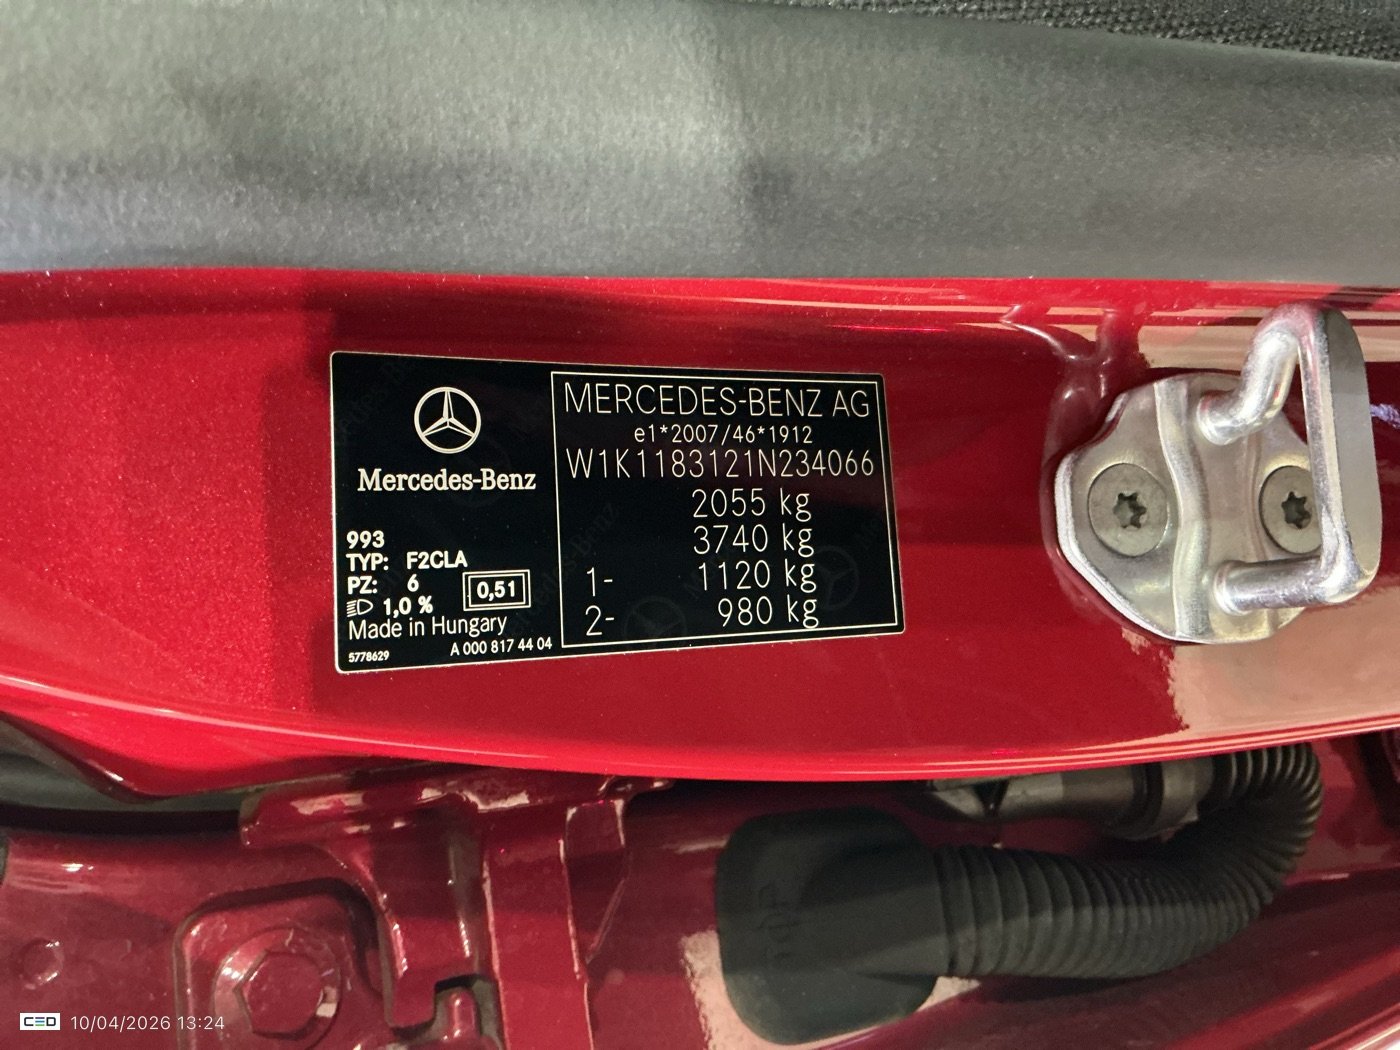 Mercedes-Benz
993
TYP: F2CLA
PZ: 6
1,0 %
0,51
Made in Hungary
5778629
A 000 817 44 04
MERCEDES-BENZ AG
e1*2007/46*1912
W1K1183121N234066
2055 kg
3740 kg
1- 1120 kg
2- 980 kg
CED 10/04/2026 13:24